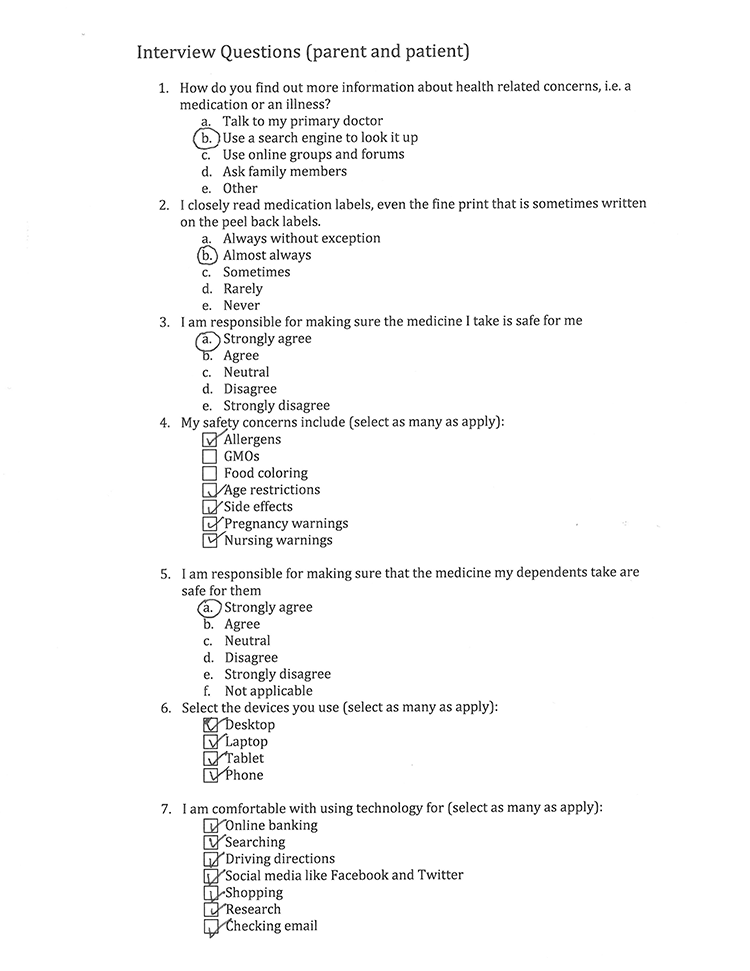 Interview Questions (parent and patient)
1. How do you find out more information about health related concerns, i.e. a
medication or an illness?
a. Talk to my primary doctor
b. Use a search engine to look it up
c. Use online groups and forums
d. Ask family members
e. Other
2. I closely read medication labels, even the fine print that is sometimes written
on the peel back labels.
a. Always without exception
b. Almost always
c. Sometimes
d. Rarely
e. Never
3. I am responsible for making sure the medicine I take is safe for me
a. Strongly agree
b. Agree
c. Neutral
d. Disagree
e. Strongly disagree
4. My safety concerns include (select as many as apply):
Allergens
GMOs
Food coloring
Age restrictions
Side effects
Pregnancy warnings
Nursing warnings
5. I am responsible for making sure that the medicine my dependents take are
safe for them
a. Strongly agree
b. Agree
c. Neutral
d. Disagree
e. Strongly disagree
f. Not applicable
6. Select the devices you use (select as many as apply):
Desktop
Laptop
Tablet
Phone
7. I am comfortable with using technology for (select as many as apply):
Online banking
Searching
Driving directions
Social media like Facebook and Twitter
Shopping
Research
Checking email